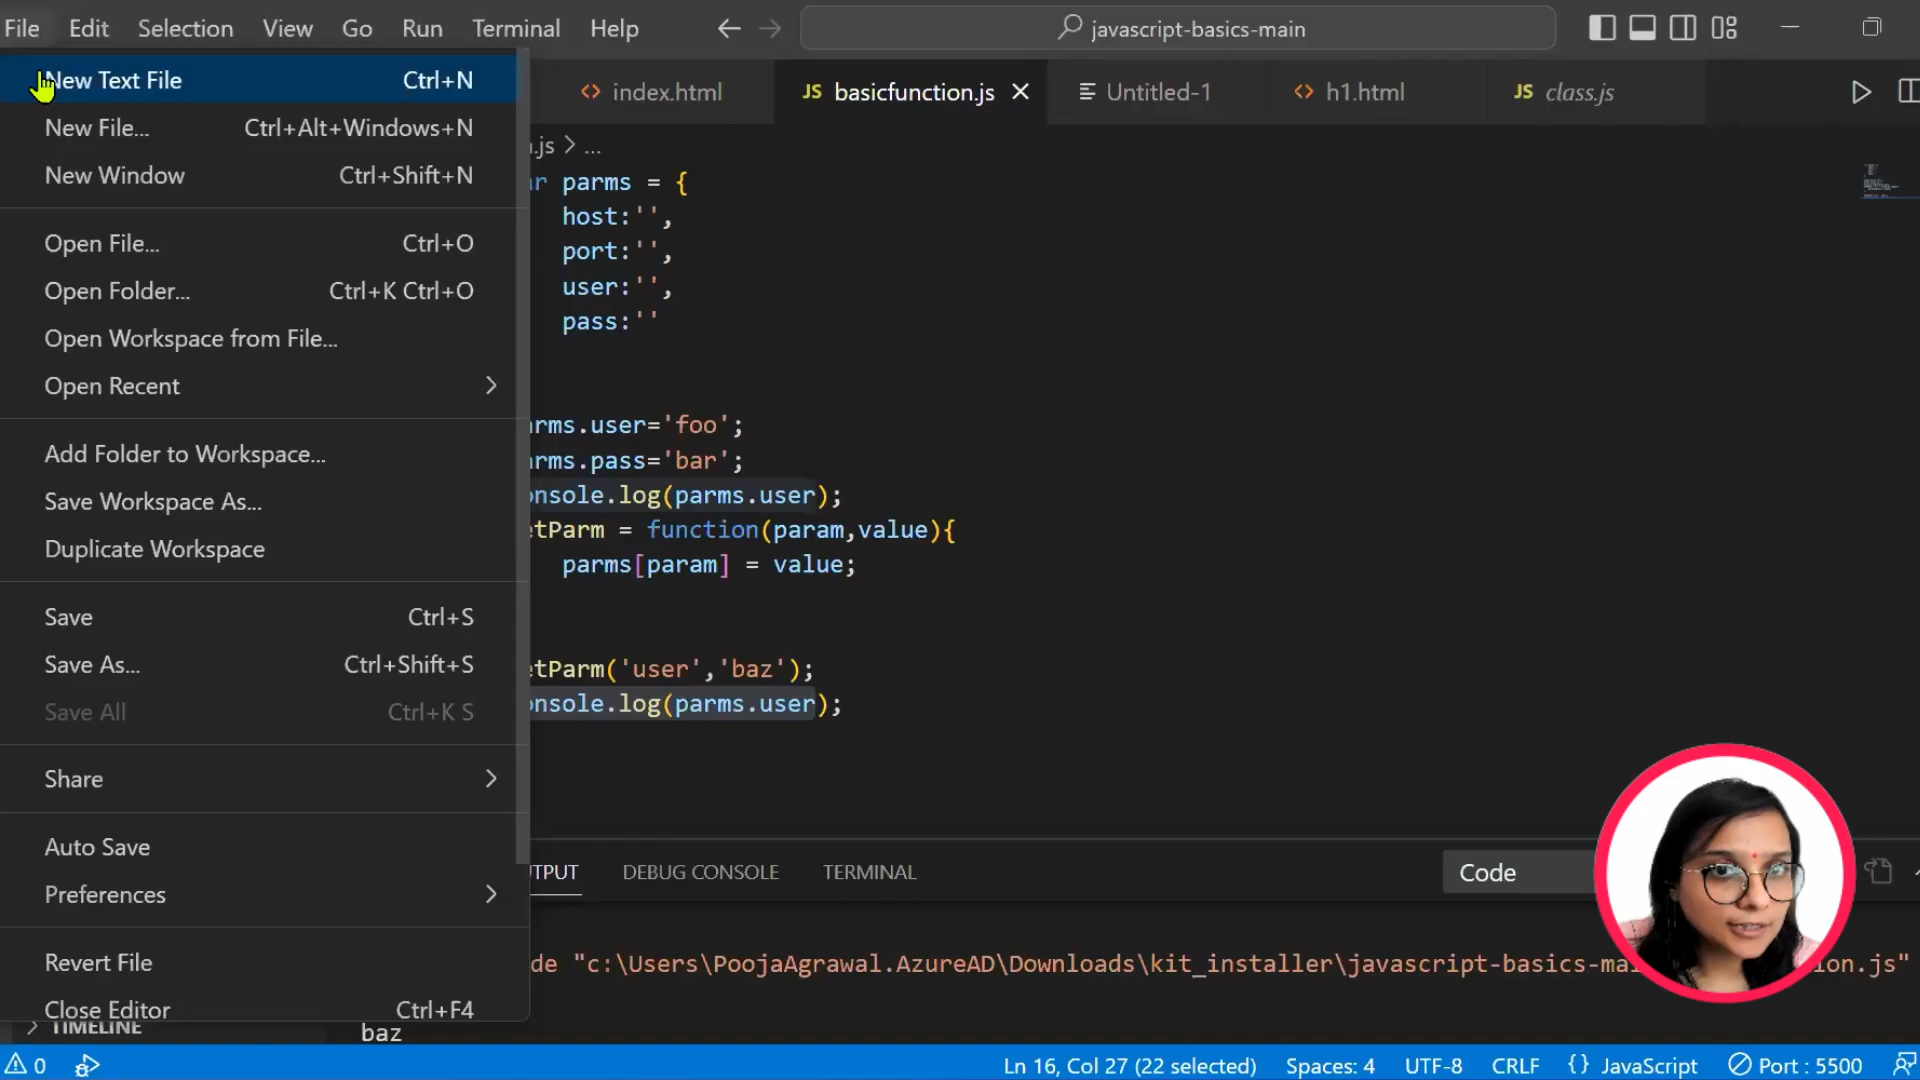 File Edit Selection View Go Run Terminal Help
javascript-basics-main
New Text File Ctrl+N
New File... Ctrl+Alt+Windows+N
New Window Ctrl+Shift+N
Open File... Ctrl+O
Open Folder... Ctrl+K Ctrl+O
Open Workspace from File...
Open Recent
Add Folder to Workspace...
Save Workspace As...
Duplicate Workspace
Save Ctrl+S
Save As... Ctrl+Shift+S
Save All Ctrl+K S
Share
Auto Save
Preferences
Revert File
Close Editor Ctrl+F4
TIMELINE
index.html JS basicfunction.js Untitled-1 h1.html JS class.js
.js > ...
r parms = {
host:'',
port:'',
user:'',
pass:''
rms.user='foo';
rms.pass='bar';
onsole.log(parms.user);
etParm = function(param,value){
parms[param] = value;
etParm('user','baz');
onsole.log(parms.user);
TPUT DEBUG CONSOLE TERMINAL Code
de "c:\Users\PoojaAgrawal.AzureAD\Downloads\kit_installer\javascript-basics-ma ion.js"
baz
0 Ln 16, Col 27 (22 selected) Spaces: 4 UTF-8 CRLF {} JavaScript Port : 5500